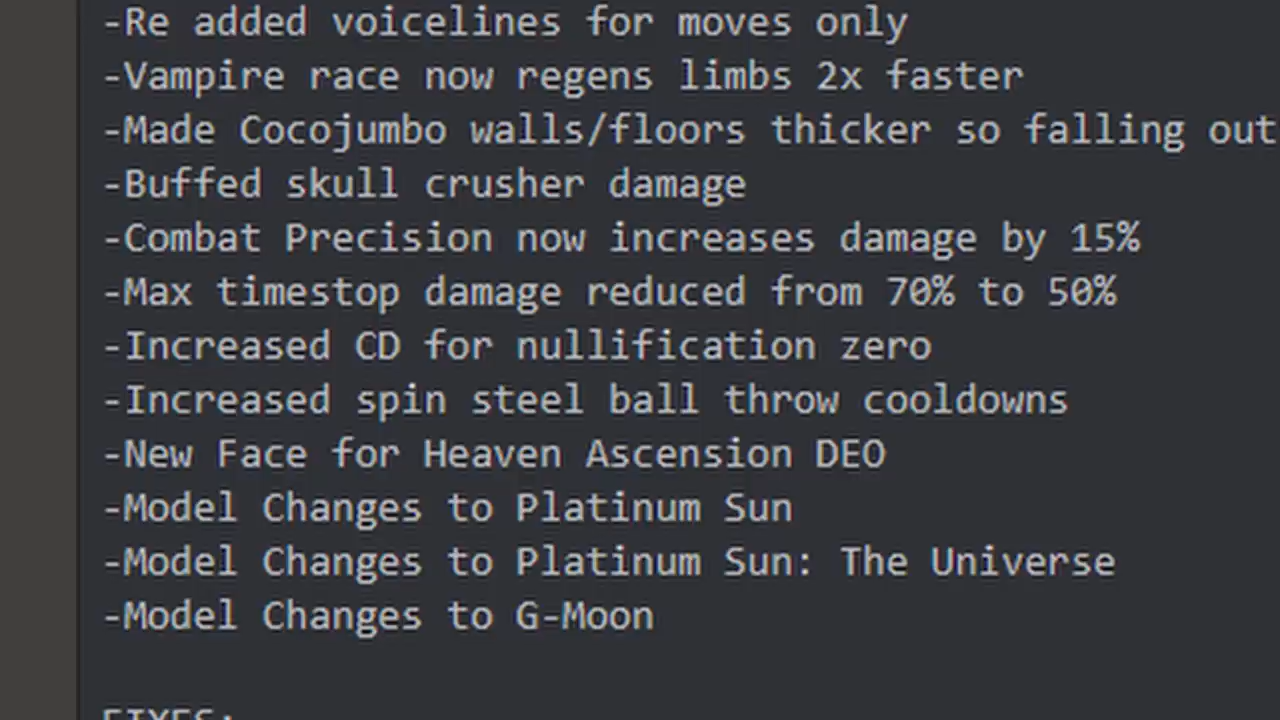 -Re added voicelines for moves only
-Vampire race now regens limbs 2x faster
-Made Cocojumbo walls/floors thicker so falling out
-Buffed skull crusher damage
-Combat Precision now increases damage by 15%
-Max timestop damage reduced from 70% to 50%
-Increased CD for nullification zero
-Increased spin steel ball throw cooldowns
-New Face for Heaven Ascension DEO
-Model Changes to Platinum Sun
-Model Changes to Platinum Sun: The Universe
-Model Changes to G-Moon
FIXES: